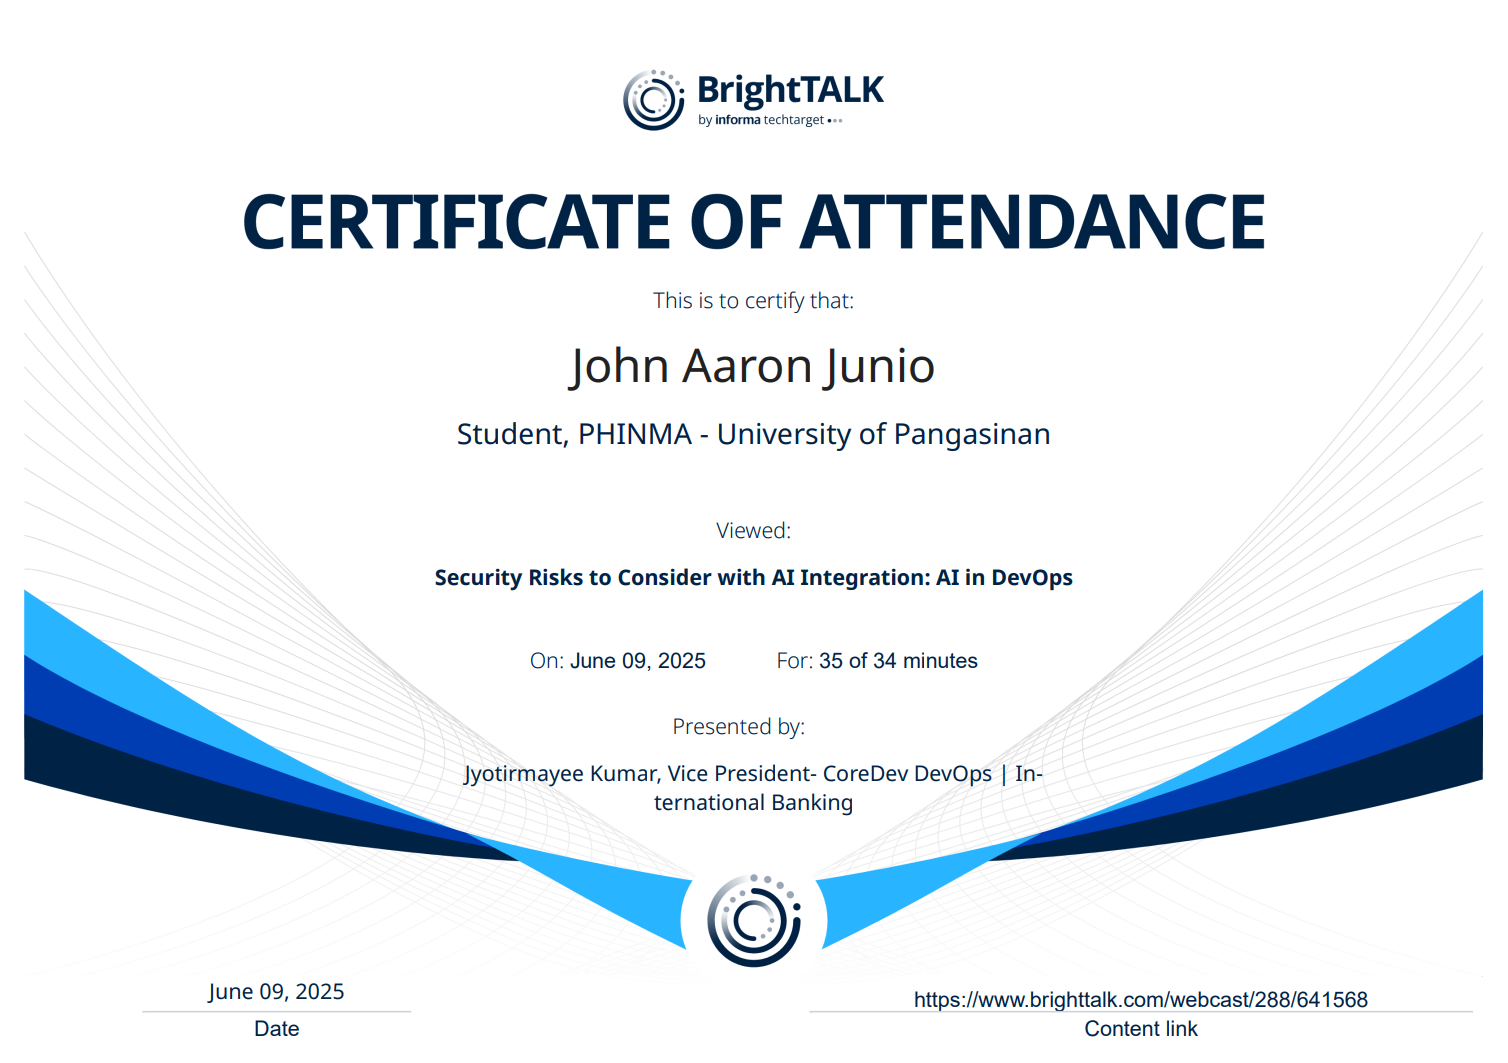 BrightTALK
by informa techtarget
CERTIFICATE OF ATTENDANCE
This is to certify that:
John Aaron Junio
Student, PHINMA - University of Pangasinan
Viewed:
Security Risks to Consider with AI Integration: AI in DevOps
On: June 09, 2025 For: 35 of 34 minutes
Presented by:
Jyotirmayee Kumar, Vice President- CoreDev DevOps | In-
ternational Banking
June 09, 2025
Date
https://www.brighttalk.com/webcast/288/641568
Content link